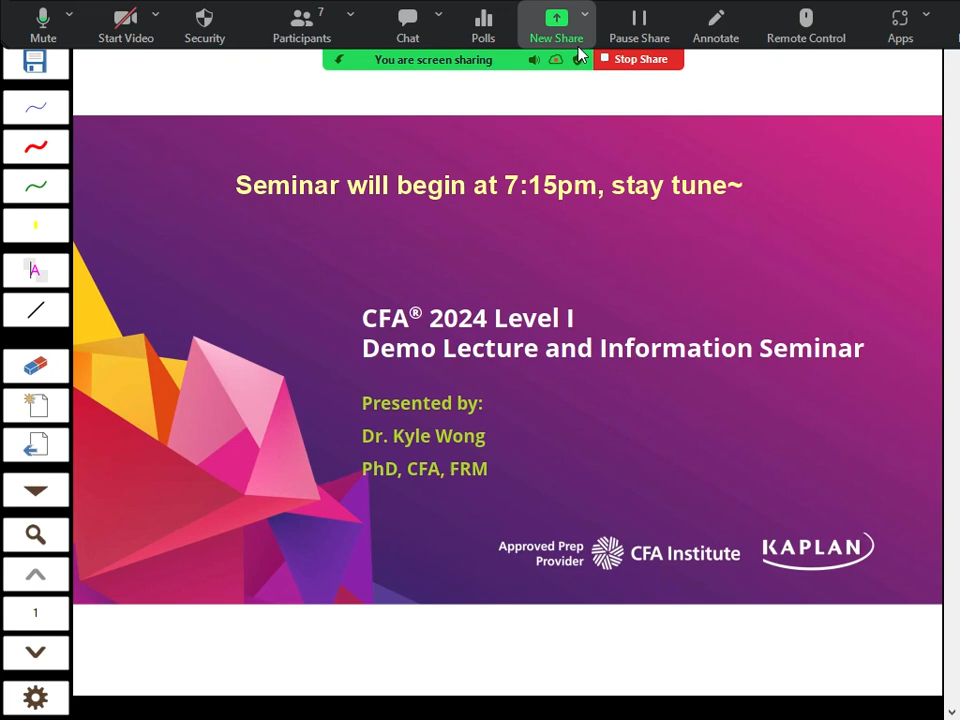 Mute
Start Video
Security
Participants
7
Chat
Polls
New Share
Pause Share
Annotate
Remote Control
Apps
You are screen sharing
Stop Share
A
Seminar will begin at 7:15pm, stay tune~
CFA® 2024 Level I
Demo Lecture and Information Seminar
Presented by:
Dr. Kyle Wong
PhD, CFA, FRM
Approved Prep
Provider
CFA Institute
KAPLAN
1